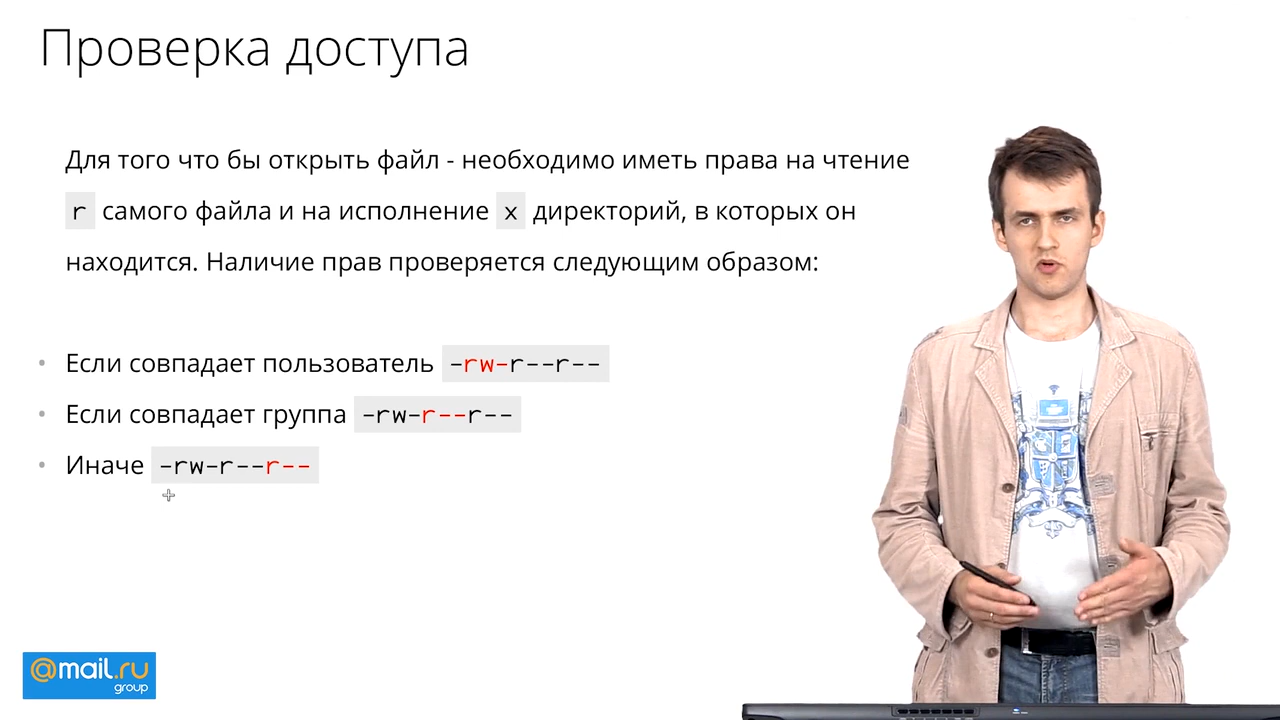 Проверка доступа
Для того что бы открыть файл - необходимо иметь права на чтение
r самого файла и на исполнение x директорий, в которых он
находится. Наличие прав проверяется следующим образом:
• Если совпадает пользователь -rw-r--r--
• Если совпадает группа -rw-r--r--
• Иначе -rw-r--r--
@mail.ru
group